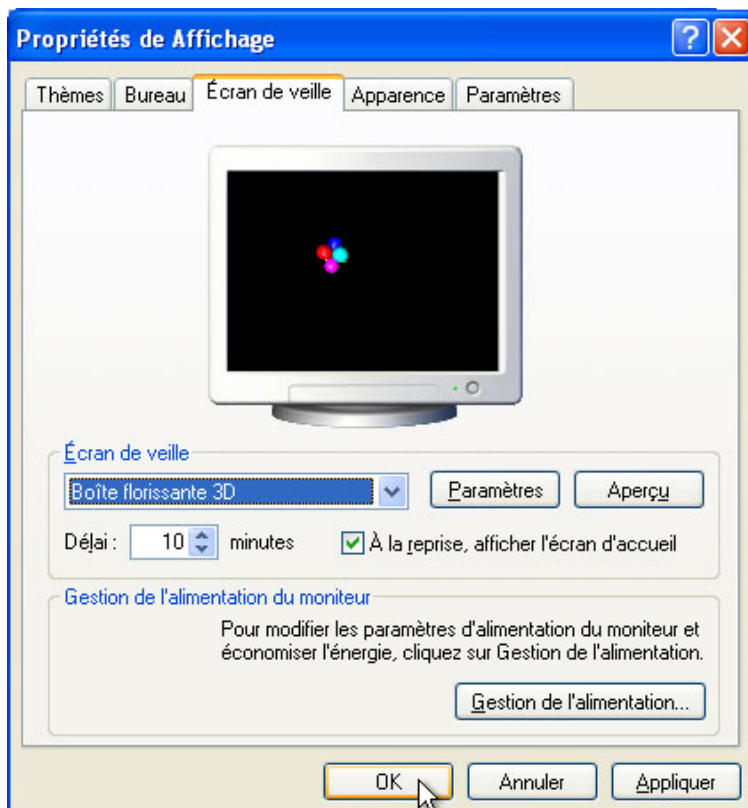 Propriétés de Affichage
?
Thèmes Bureau Écran de veille Apparence Paramètres
Écran de veille
Boîte florissante 3D Paramètres Aperçu
Délai : 10 minutes À la reprise, afficher l'écran d'accueil
Gestion de l'alimentation du moniteur
Pour modifier les paramètres d'alimentation du moniteur et
économiser l'énergie, cliquez sur Gestion de l'alimentation.
Gestion de l'alimentation...
OK Annuler Appliquer